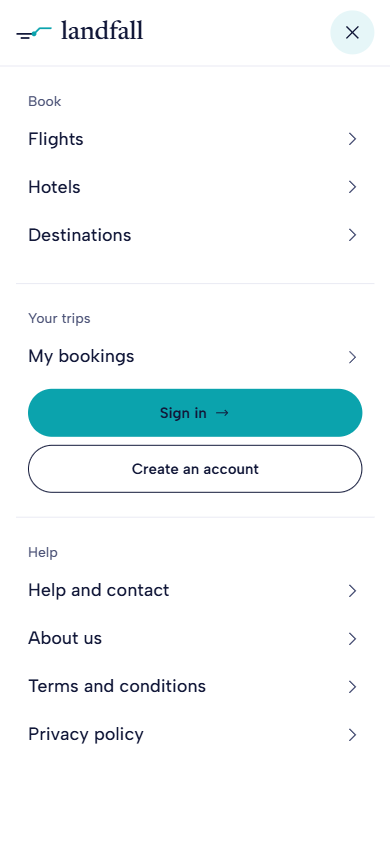 landfall
Book
Flights
Hotels
Destinations
Your trips
My bookings
Sign in →
Create an account
Help
Help and contact
About us
Terms and conditions
Privacy policy